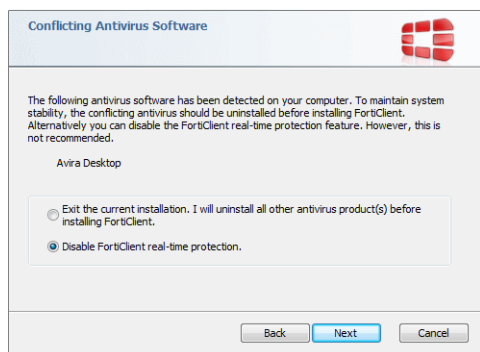 Conflicting Antivirus Software
The following antivirus software has been detected on your computer. To maintain system
stability, the conflicting antivirus should be uninstalled before installing FortiClient.
Alternatively you can disable the FortiClient real-time protection feature. However, this is
not recommended.
Avira Desktop
Exit the current installation. I will uninstall all other antivirus product(s) before
installing FortiClient.
Disable FortiClient real-time protection.
Back Next Cancel